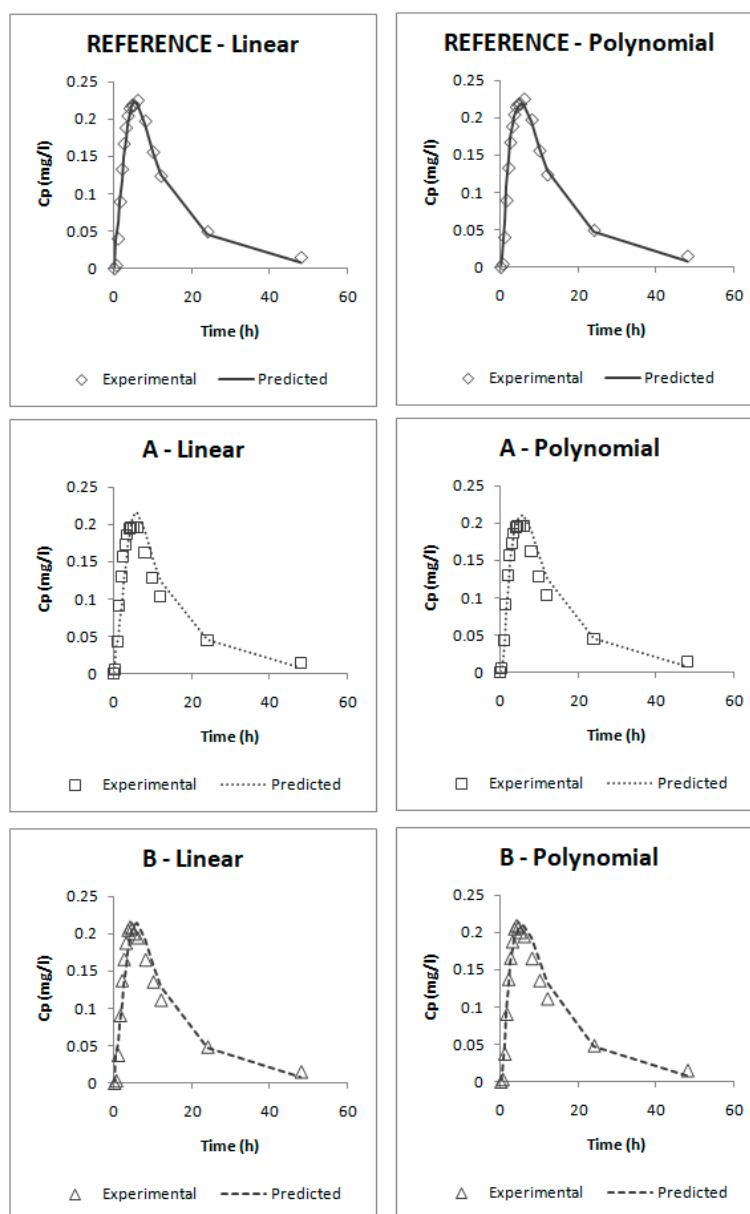 REFERENCE - Linear
0.25
0.2
0.15
0.1
0.05
0
Cp (mg/l)
0 20 40 60
Time (h)
Experimental Predicted
REFERENCE - Polynomial
0.25
0.2
0.15
0.1
0.05
0
Cp (mg/l)
0 20 40 60
Time (h)
Experimental Predicted
A - Linear
0.25
0.2
0.15
0.1
0.05
0
Cp (mg/l)
0 20 40 60
Time (h)
Experimental Predicted
A - Polynomial
0.25
0.2
0.15
0.1
0.05
0
Cp (mg/l)
0 20 40 60
Time (h)
Experimental Predicted
B - Linear
0.25
0.2
0.15
0.1
0.05
0
Cp (mg/l)
0 20 40 60
Time (h)
Experimental Predicted
B - Polynomial
0.25
0.2
0.15
0.1
0.05
0
Cp (mg/l)
0 20 40 60
Time (h)
Experimental Predicted